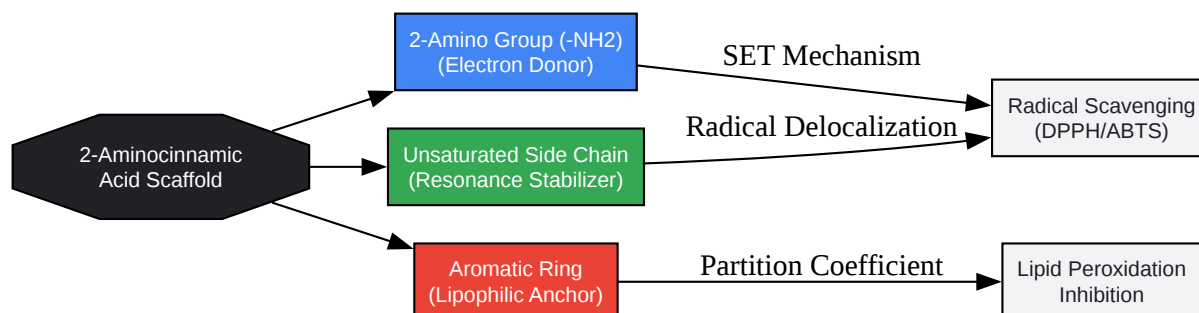 2-Aminocinnamic
Acid Scaffold
2-Amino Group (-NH2)
(Electron Donor)
SET Mechanism
Unsaturated Side Chain
(Resonance Stabilizer)
Radical Delocalization
Radical Scavenging
(DPPH/ABTS)
Aromatic Ring
(Lipophilic Anchor)
Partition Coefficient
Lipid Peroxidation
Inhibition